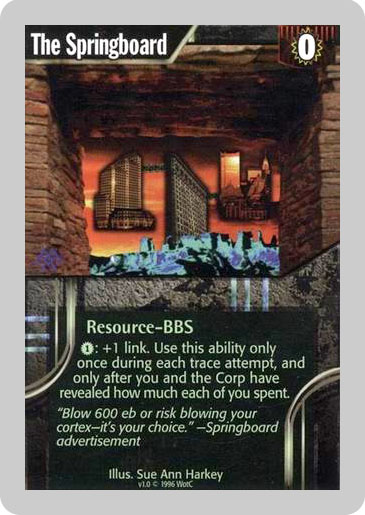 The Springboard
0
Resource–BBS
1: +1 link. Use this ability only
once during each trace attempt, and
only after you and the Corp have
revealed how much each of you spent.
"Blow 600 eb or risk blowing your
cortex—it's your choice." —Springboard
advertisement
Illus. Sue Ann Harkey
v1.0 © 1996 WotC